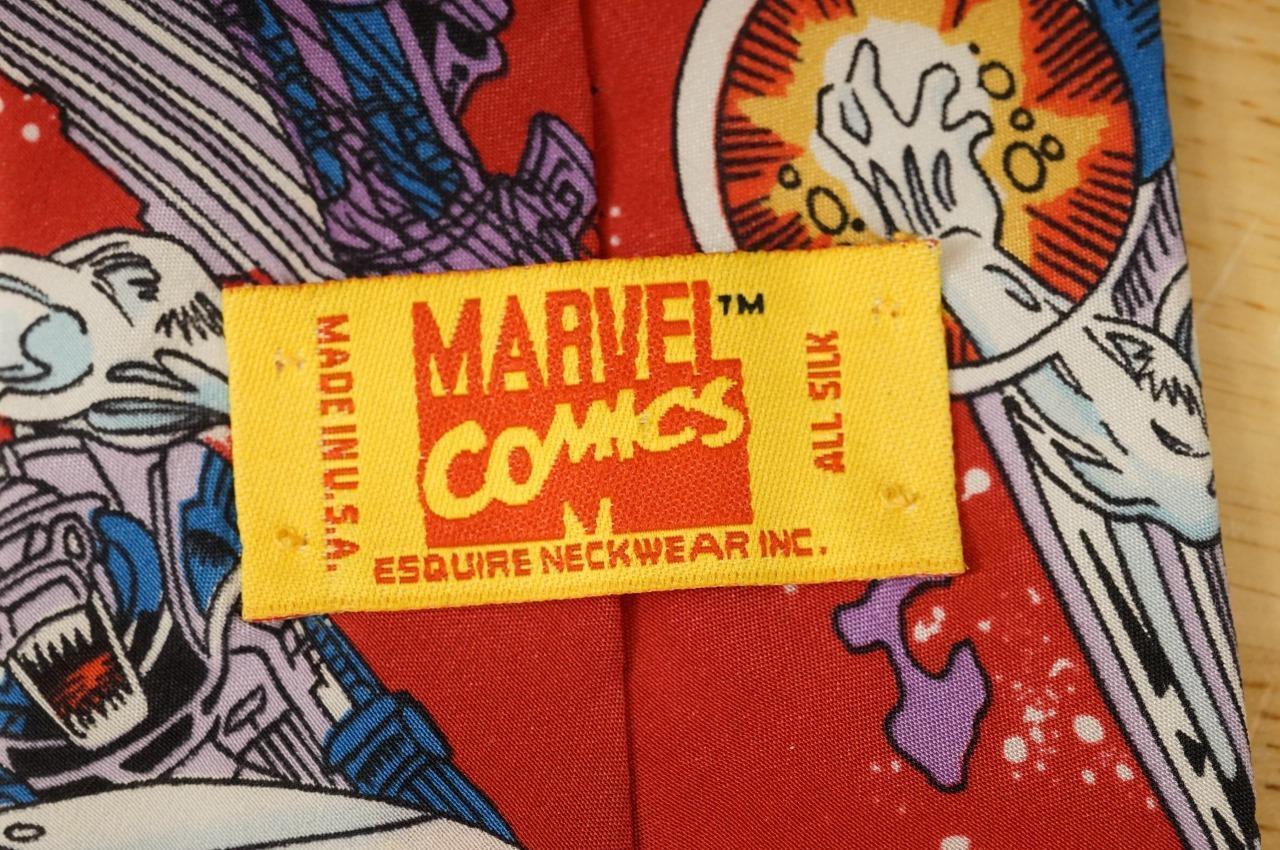 MADE IN U.S.A.
MARVEL™
COMICS
ALL SILK
ESQUIRE NECKWEAR INC.